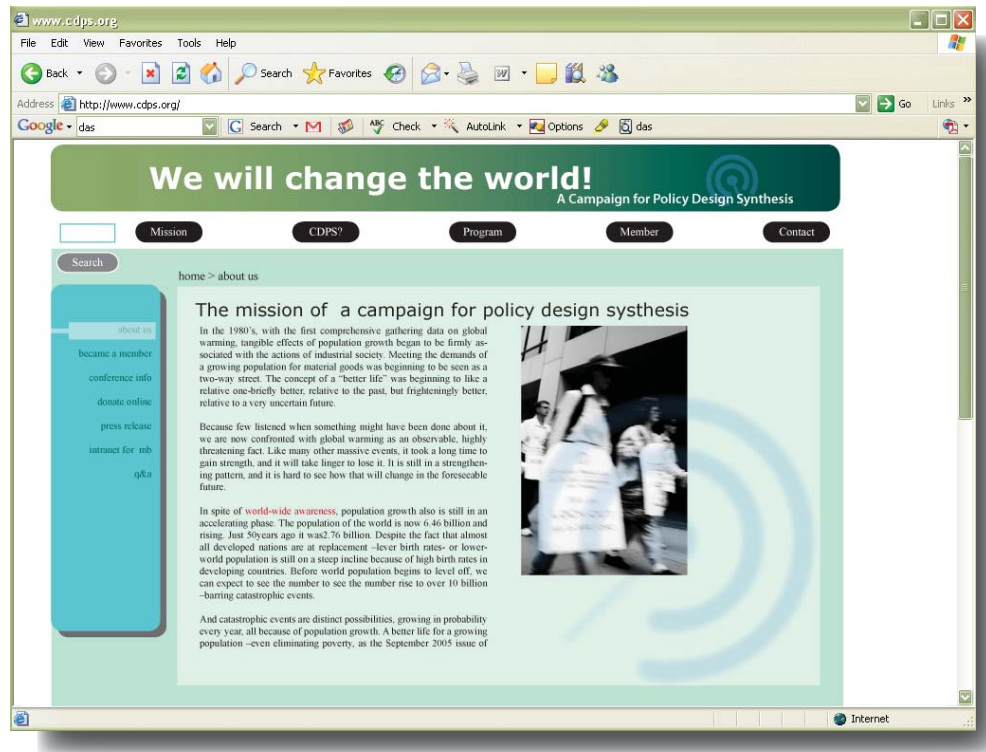 www.cdps.org
File Edit View Favorites Tools Help
Back Search Favorites
Address http://www.cdps.org/ Go Links »
Google das Search ABC Check AutoLink Options das
We will change the world!
A Campaign for Policy Design Synthesis
Mission CDPS? Program Member Contact
Search
home > about us
The mission of a campaign for policy design systhesis
about us
became a member
conference info
donate online
press release
intranet for mb
q&a
In the 1980's, with the first comprehensive gathering data on global
warming, tangible effects of population growth began to be firmly as-
sociated with the actions of industrial society. Meeting the demands of
a growing population for material goods was beginning to be seen as a
two-way street. The concept of a “better life” was beginning to like a
relative one-briefly better, relative to the past, but frighteningly better,
relative to a very uncertain future.
Because few listened when something might have been done about it,
we are now confronted with global warming as an observable, highly
threatening fact. Like many other massive events, it took a long time to
gain strength, and it will take linger to lose it. It is still in a strengthen-
ing pattern, and it is hard to see how that will change in the foreseeable
future.
In spite of world-wide awareness, population growth also is still in an
accelerating phase. The population of the world is now 6.46 billion and
rising. Just 50years ago it was2.76 billion. Despite the fact that almost
all developed nations are at replacement –lever birth rates- or lower-
world population is still on a steep incline because of high birth rates in
developing countries. Before world population begins to level off, we
can expect to see the number to see the number rise to over 10 billion
–barring catastrophic events.
And catastrophic events are distinct possibilities, growing in probability
every year, all because of population growth. A better life for a growing
population –even eliminating poverty, as the September 2005 issue of
Internet